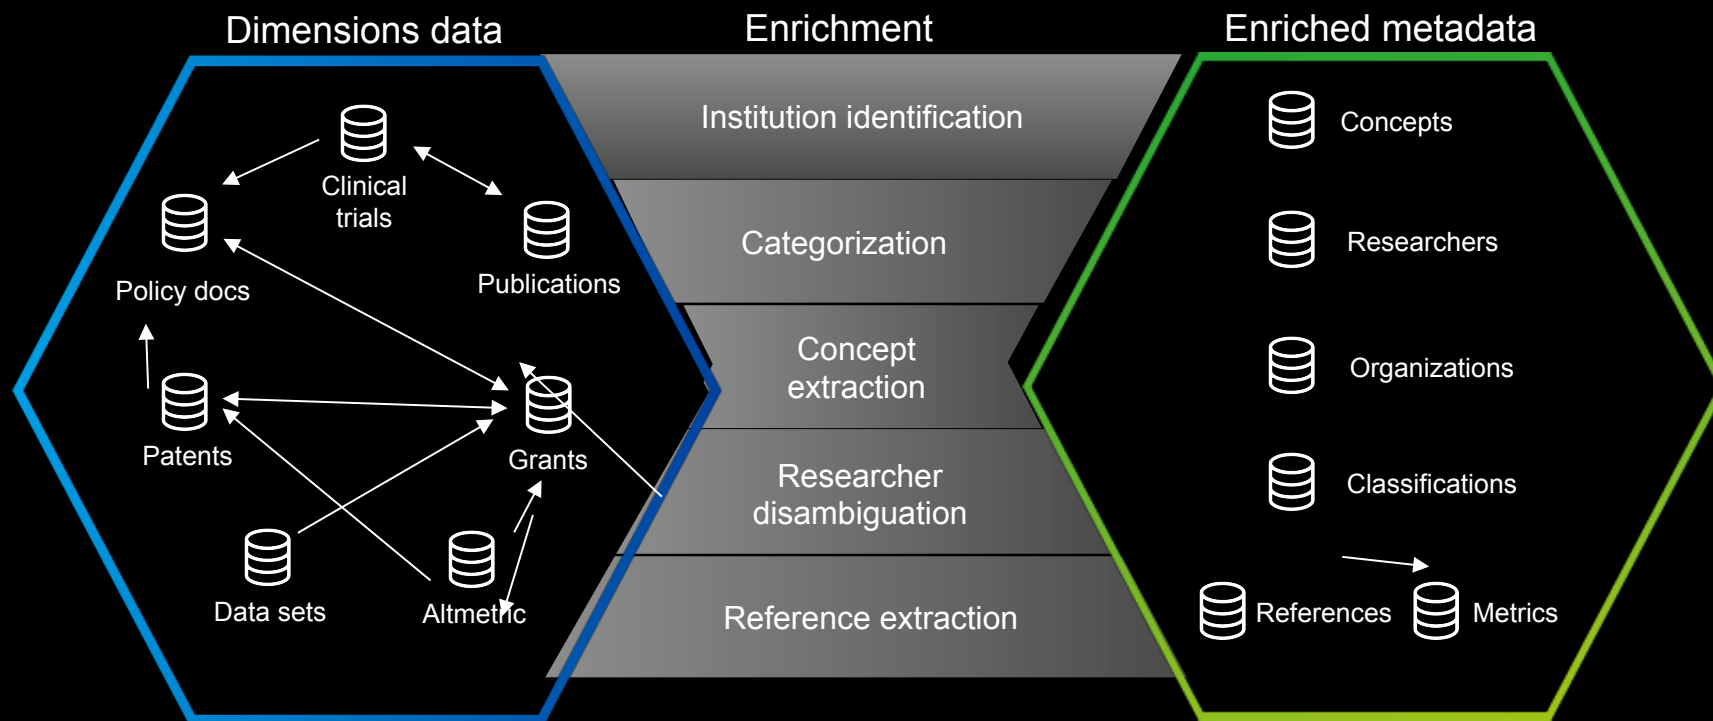 Dimensions data
Enrichment
Enriched metadata
Clinical
trials
Policy docs
Publications
Patents
Grants
Data sets
Altmetric
Institution identification
Categorization
Concept
extraction
Researcher
disambiguation
Reference extraction
Concepts
Researchers
Organizations
Classifications
References
Metrics